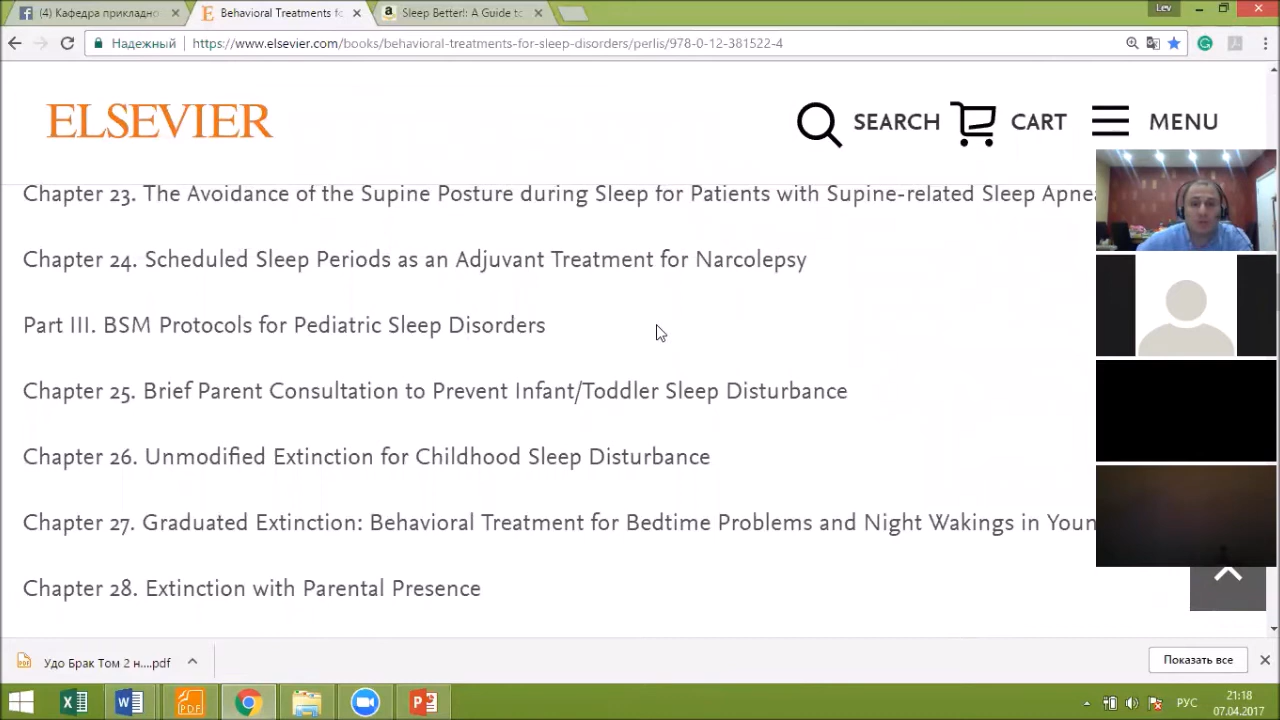 (4) Кафедра прикладно
Behavioral Treatments fo
Sleep Better!: A Guide to
Lev
Надежный
https://www.elsevier.com/books/behavioral-treatments-for-sleep-disorders/perlis/978-0-12-381522-4
ELSEVIER
SEARCH
CART
MENU
Chapter 23. The Avoidance of the Supine Posture during Sleep for Patients with Supine-related Sleep Apnea
Chapter 24. Scheduled Sleep Periods as an Adjuvant Treatment for Narcolepsy
Part III. BSM Protocols for Pediatric Sleep Disorders
Chapter 25. Brief Parent Consultation to Prevent Infant/Toddler Sleep Disturbance
Chapter 26. Unmodified Extinction for Childhood Sleep Disturbance
Chapter 27. Graduated Extinction: Behavioral Treatment for Bedtime Problems and Night Wakings in Youn
Chapter 28. Extinction with Parental Presence
Удо Брак Том 2 н....pdf
Показать все
PDF
РУС
21:18
07.04.2017